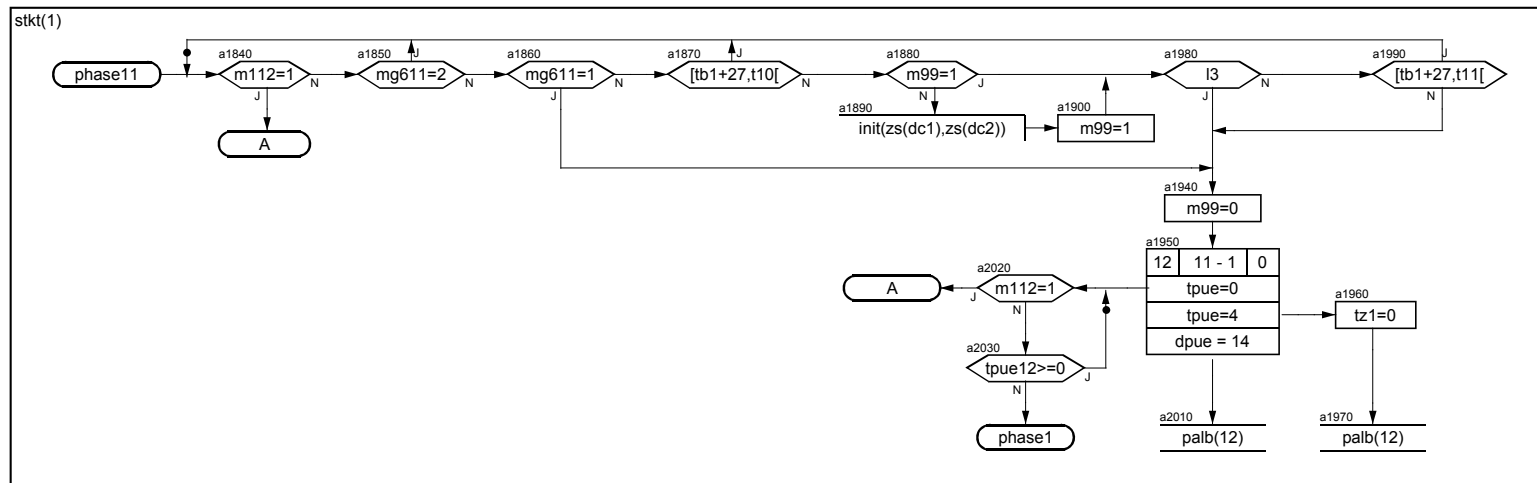 stkt(1)
a1840
a1850
a1860
a1870
a1880
a1980
a1990
J
J
J
phase11
m112=1
N
mg611=2
N
mg611=1
N
[tb1+27,t10[
N
m99=1
J
l3
N
[tb1+27,t11[
J
J
N
J
N
a1890
a1900
init(zs(dc1),zs(dc2))
m99=1
A
a1940
m99=0
a1950
12
11 - 1
0
a2020
A
J
m112=1
tpue=0
N
a1960
tpue=4
tz1=0
a2030
dpue = 14
tpue12>=0
J
N
a2010
a1970
phase1
palb(12)
palb(12)